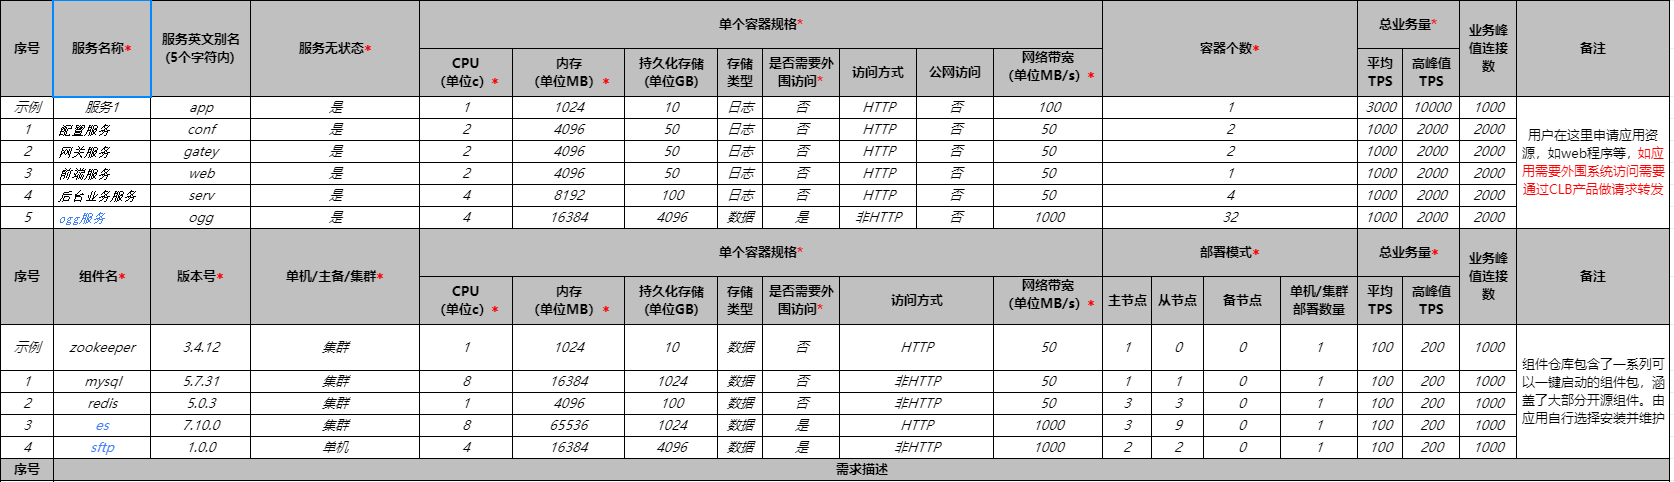 序号 服务名称* 服务英文别名(5个字符内) 服务无状态* 单个容器规格* 容器个数* 总业务量* 业务峰值连接数 备注
CPU(单位c)* 内存(单位MB)* 持久化存储(单位GB) 存储类型 是否需要外围访问* 访问方式 公网访问 网络带宽(单位MB/s)* 平均TPS 高峰值TPS
示例 服务1 app 是 1 1024 10 日志 否 HTTP 否 100 1 3000 10000 1000
1 配置服务 conf 是 2 4096 50 日志 否 HTTP 否 50 2 1000 2000 2000
2 网关服务 gatey 是 2 4096 50 日志 否 HTTP 否 50 2 1000 2000 2000
3 前端服务 web 是 2 4096 50 日志 否 HTTP 否 50 1 1000 2000 2000
4 后台业务服务 serv 是 4 8192 100 日志 否 HTTP 否 50 4 1000 2000 2000
5 ogg服务 ogg 是 4 16384 4096 数据 是 非HTTP 否 1000 32 1000 2000 2000
用户在这里申请应用资
源，如web程序等，如应
用需要外围系统访问需要
通过CLB产品做请求转发
序号 组件名* 版本号* 单机/主备/集群* 单个容器规格* 部署模式* 总业务量* 业务峰值连接数 备注
CPU(单位c)* 内存(单位MB)* 持久化存储(单位GB) 存储类型 是否需要外围访问* 访问方式 网络带宽(单位MB/s)* 主节点 从节点 备节点 单机/集群部署数量 平均TPS 高峰值TPS
示例 zookeeper 3.4.12 集群 1 1024 10 数据 否 HTTP 50 1 0 0 1 100 200 1000
1 mysql 5.7.31 集群 8 16384 1024 数据 否 非HTTP 50 1 1 0 1 100 200 1000
2 redis 5.0.3 集群 1 4096 100 数据 否 非HTTP 50 3 3 0 1 100 200 1000
3 es 7.10.0 集群 8 65536 1024 数据 是 HTTP 1000 3 9 0 1 100 200 1000
4 sftp 1.0.0 单机 4 16384 4096 数据 是 非HTTP 1000 2 2 0 1 100 200 1000
组件仓库包含了一系列可
以一键启动的组件包，涵
盖了大部分开源组件。由
应用自行选择安装并维护
序号 需求描述